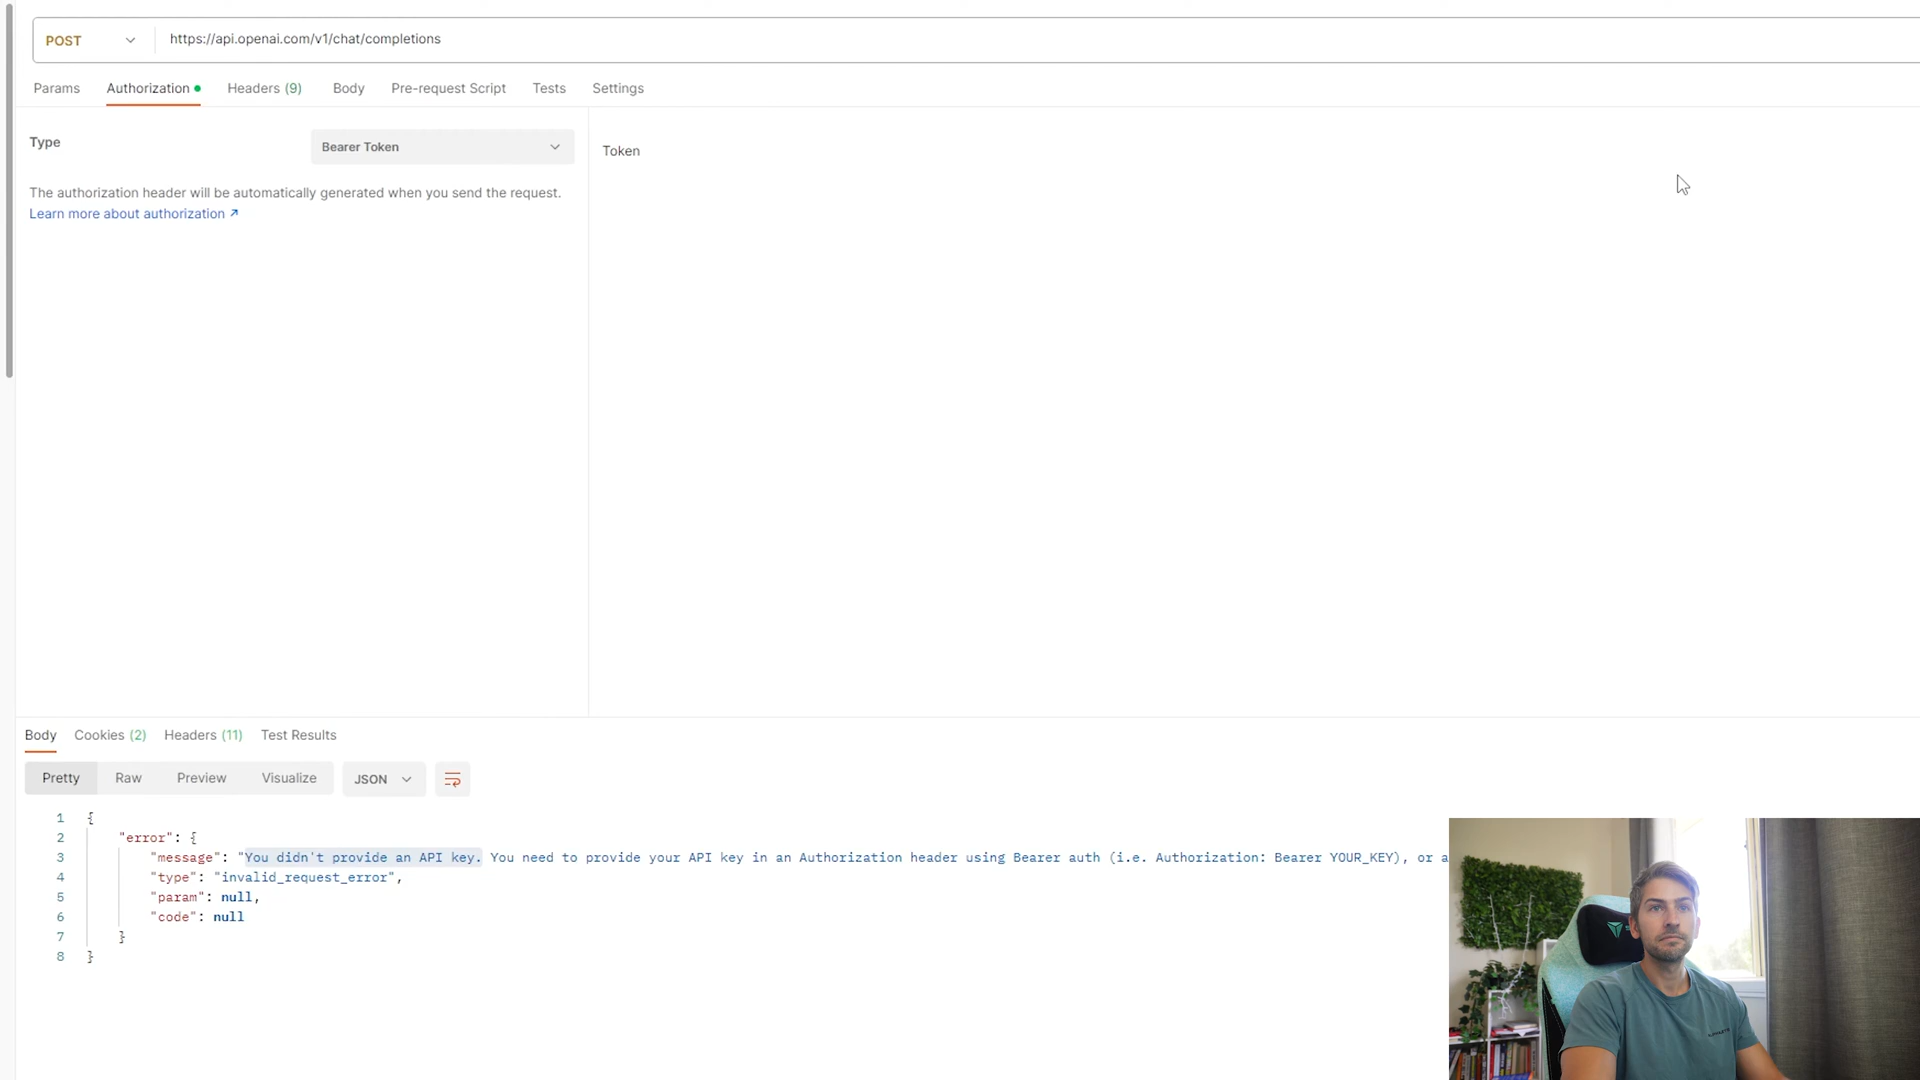 POST https://api.openai.com/v1/chat/completions
Params Authorization Headers (9) Body Pre-request Script Tests Settings
Type Bearer Token Token
The authorization header will be automatically generated when you send the request.
Learn more about authorization ↗
Body Cookies (2) Headers (11) Test Results
Pretty Raw Preview Visualize JSON
1 {
2 "error": {
3 "message": "You didn't provide an API key. You need to provide your API key in an Authorization header using Bearer auth (i.e. Authorization: Bearer YOUR_KEY), or a
4 "type": "invalid_request_error",
5 "param": null,
6 "code": null
7 }
8 }